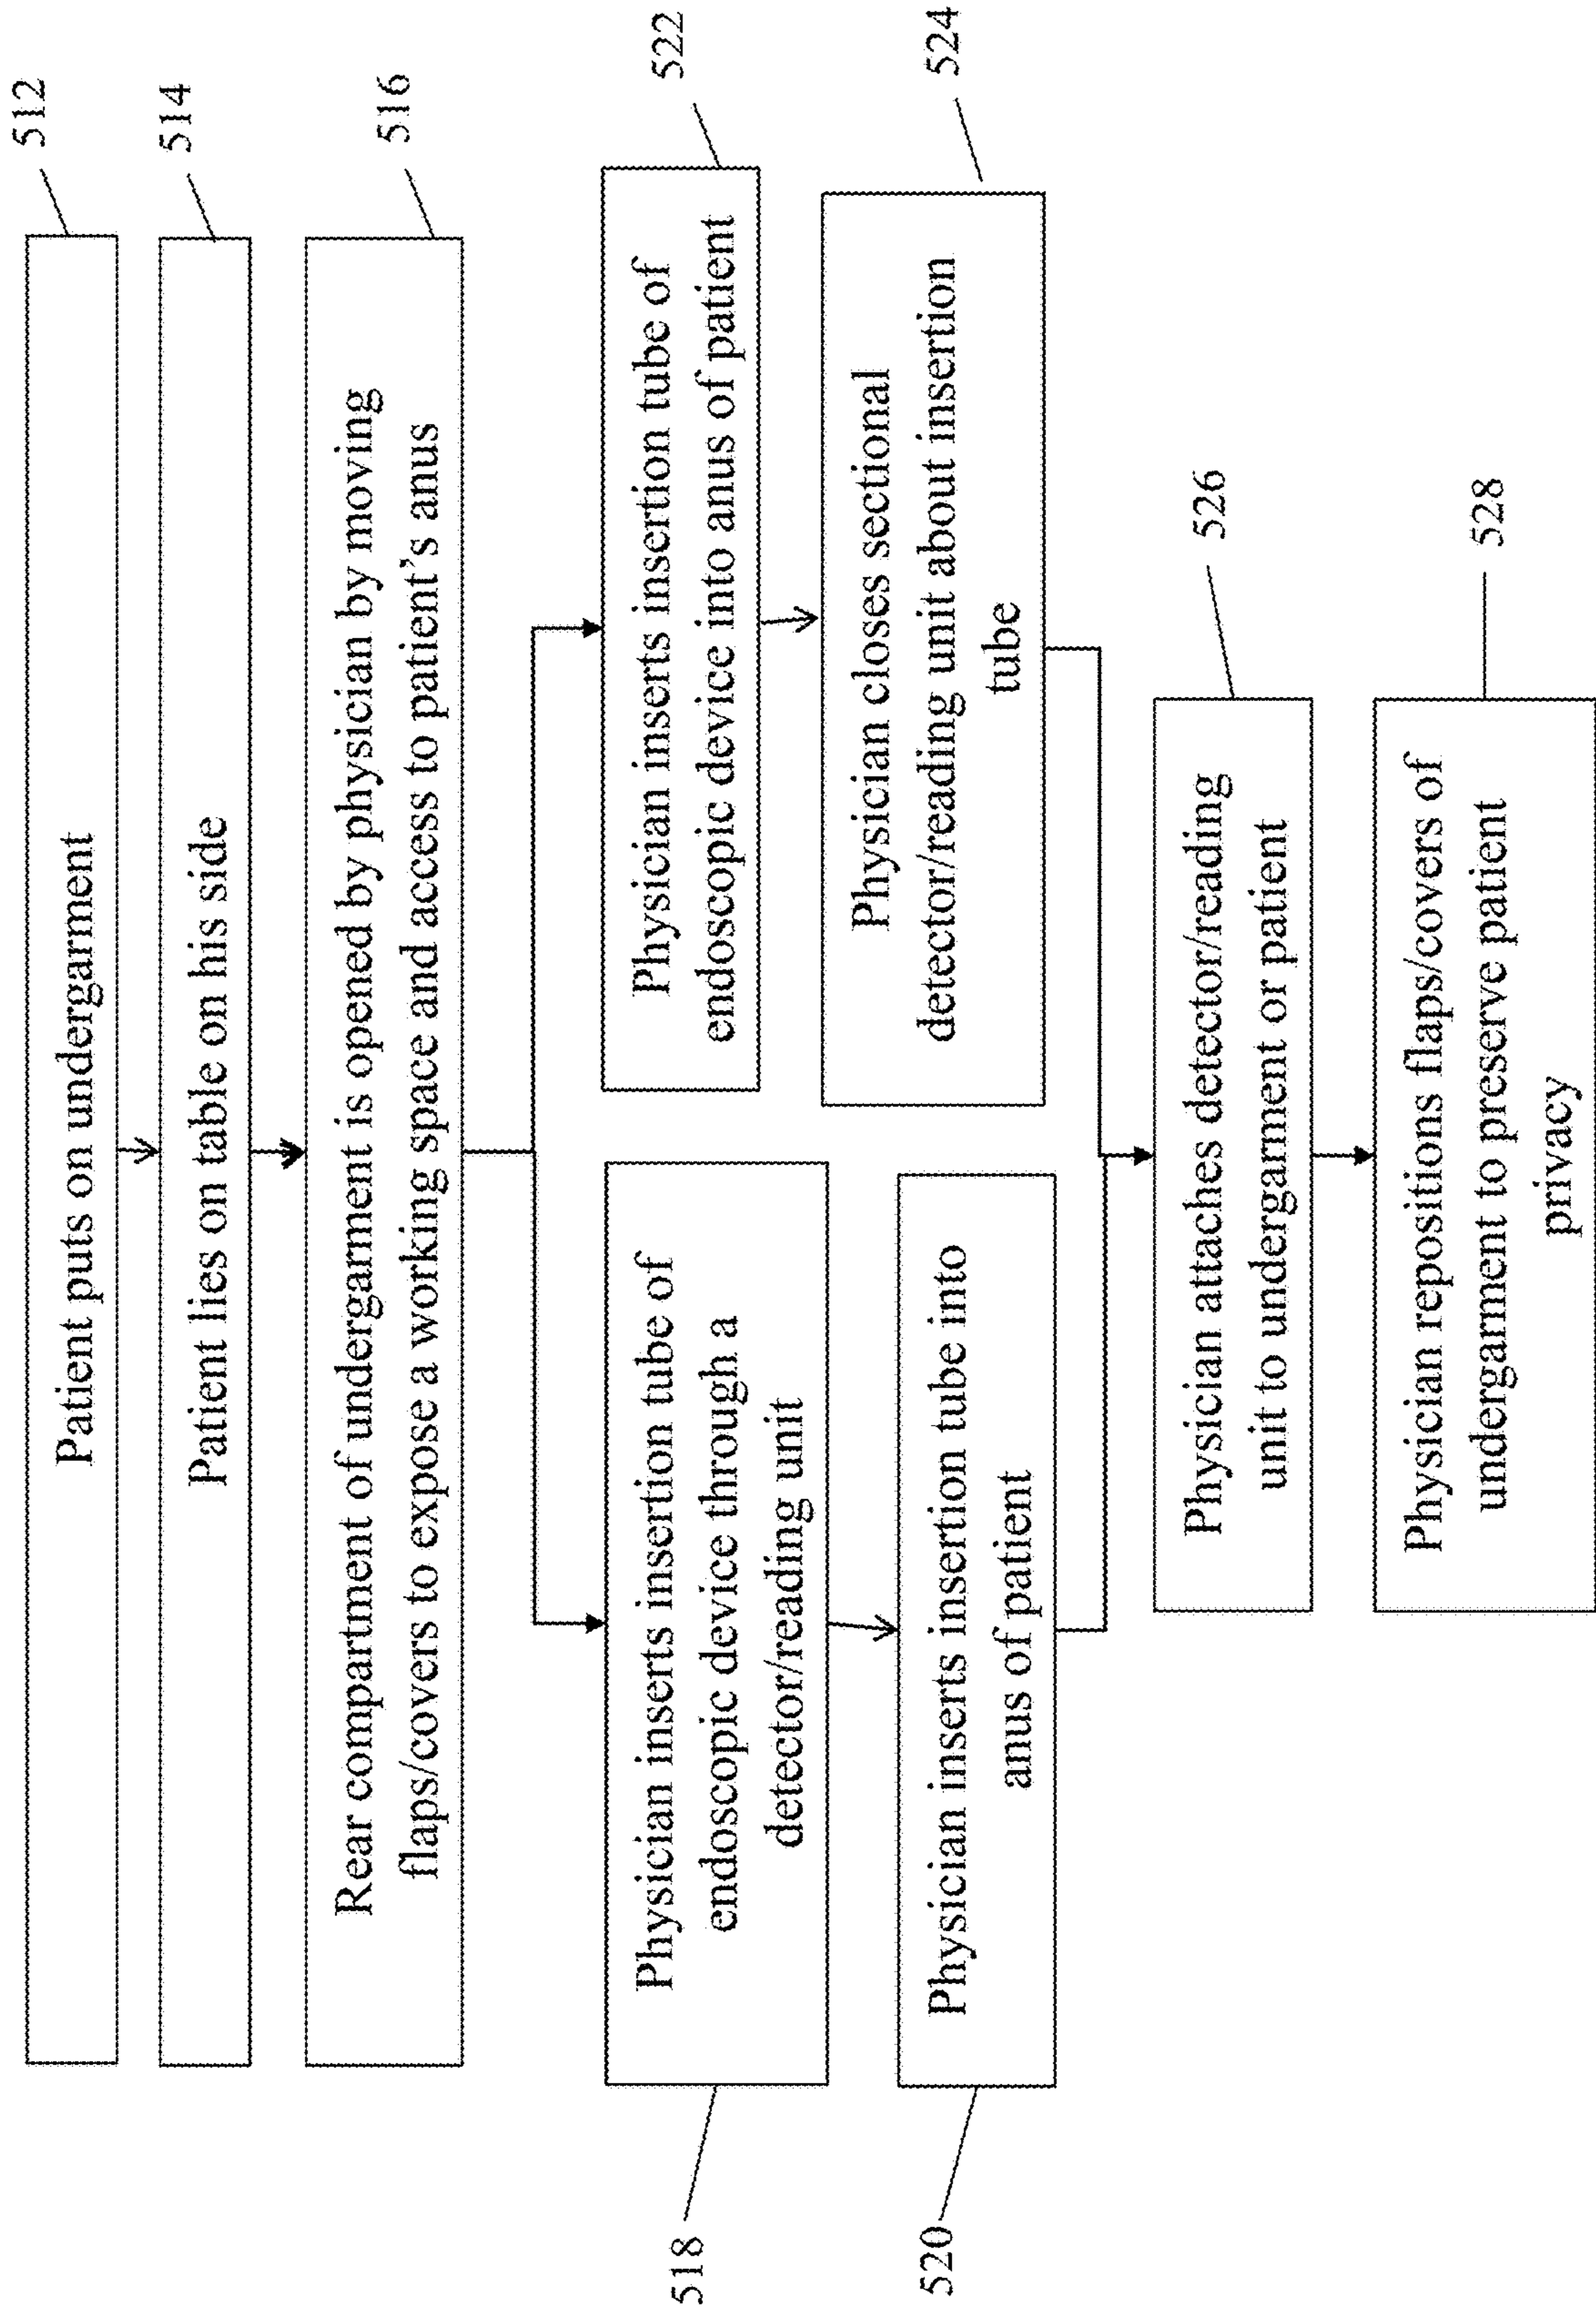 Patient puts on undergarment
512
Patient lies on table on his side
514
Rear compartment of undergarment is opened by physician by moving
flaps/covers to expose a working space and access to patient's anus
516
Physician inserts insertion tube of
endoscopic device through a
detector/reading unit
518
Physician inserts insertion tube into
anus of patient
520
Physician inserts insertion tube of
endoscopic device into anus of patient
522
Physician closes sectional
detector/reading unit about insertion
tube
524
Physician attaches detector/reading
unit to undergarment or patient
526
Physician repositions flaps/covers of
undergarment to preserve patient
privacy
528